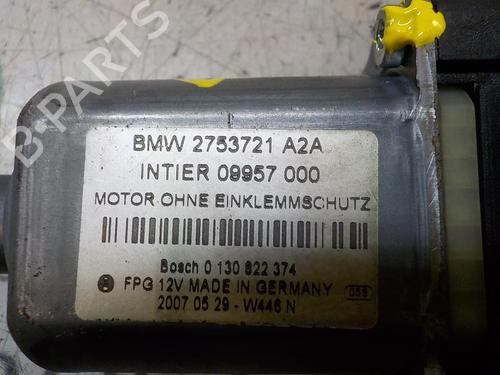 B-PARTS
BMW 2753721 A2A
INTIER 09957 000
MOTOR OHNE EINKLEMMSCHUTZ
Bosch 0 130 822 374
FPG 12V MADE IN GERMANY
2007 05 29 - W446 N